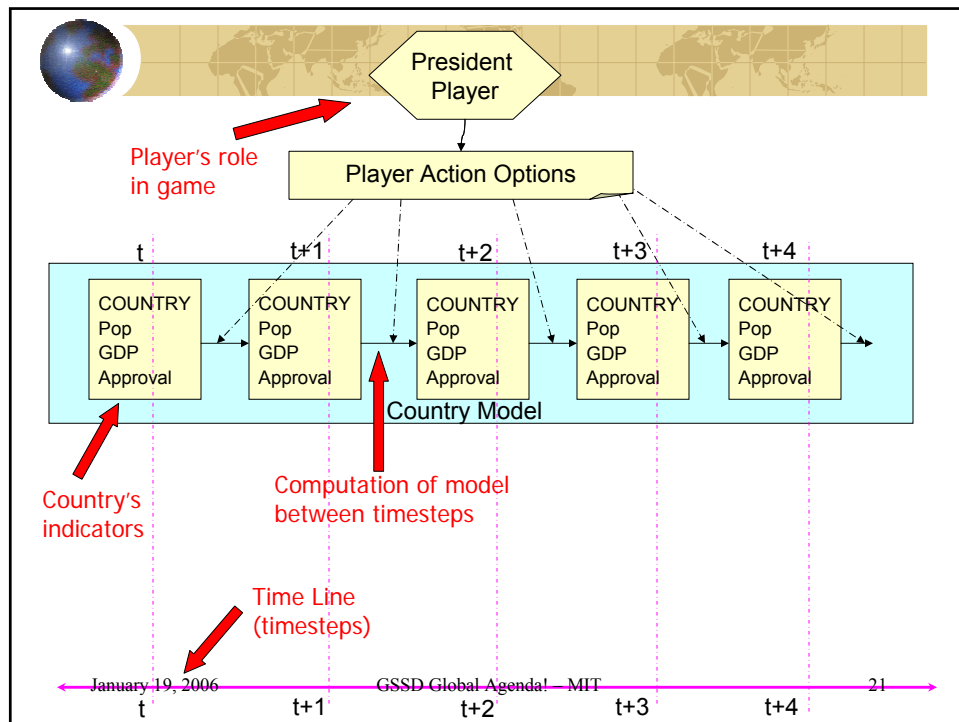 President
Player
Player's role
in game
Player Action Options
t
t+1
t+2
t+3
t+4
COUNTRY
Pop
GDP
Approval
COUNTRY
Pop
GDP
Approval
COUNTRY
Pop
GDP
Approval
COUNTRY
Pop
GDP
Approval
COUNTRY
Pop
GDP
Approval
Country Model
Country's
indicators
Computation of model
between timesteps
Time Line
(timesteps)
January 19, 2006
GSSD Global Agenda! – MIT
21
t
t+1
t+2
t+3
t+4